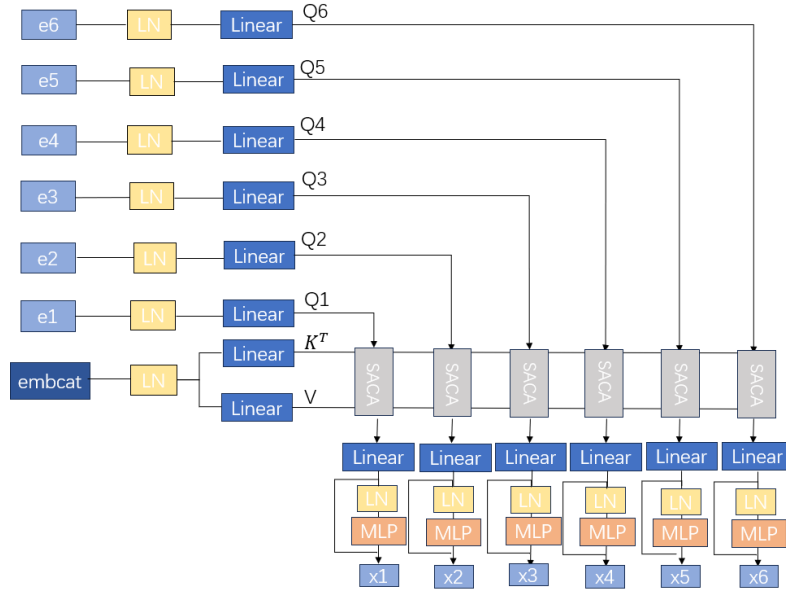 e6 LN Linear Q6
e5 LN Linear Q5
e4 LN Linear Q4
e3 LN Linear Q3
e2 LN Linear Q2
e1 LN Linear Q1
embcat LN Linear K^T
Linear V
SACA SACA SACA SACA SACA SACA
Linear Linear Linear Linear Linear Linear
LN LN LN LN LN LN
MLP MLP MLP MLP MLP MLP
x1 x2 x3 x4 x5 x6